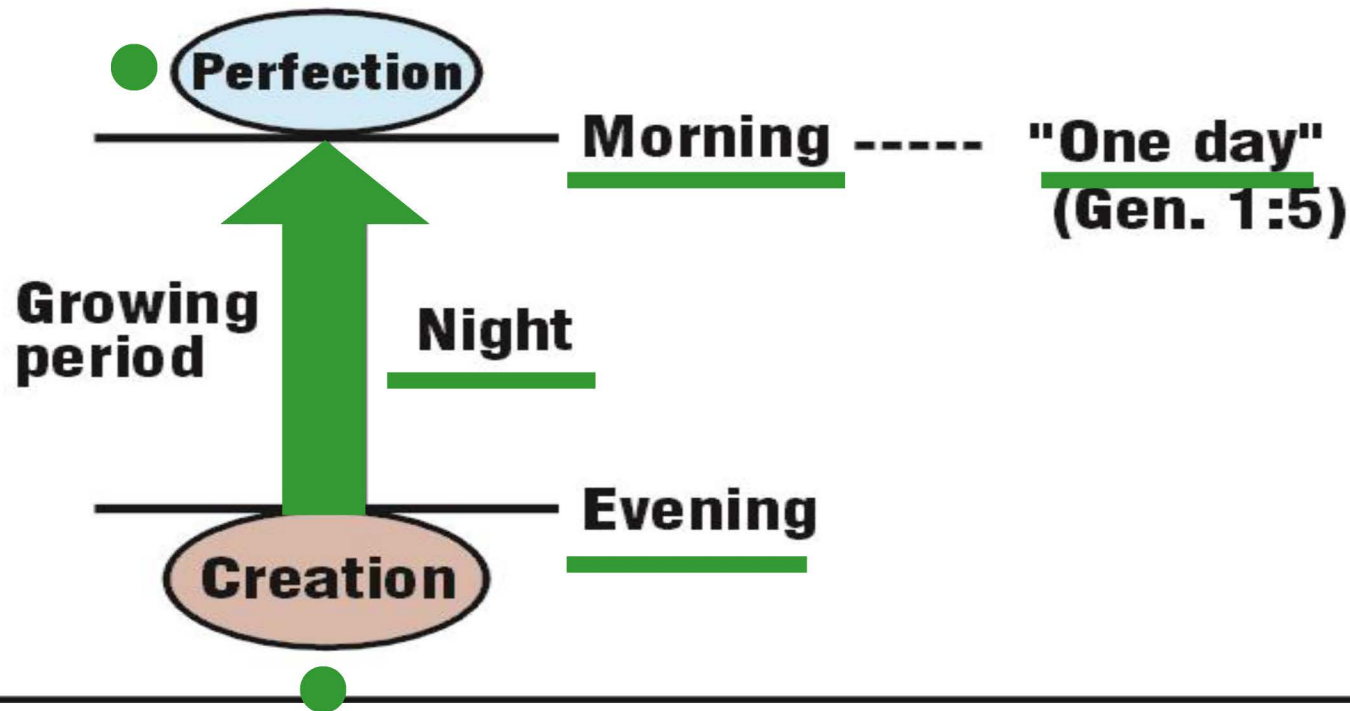 Perfection
Morning ----- "One day"
(Gen. 1:5)
Growing
period
Night
Evening
Creation